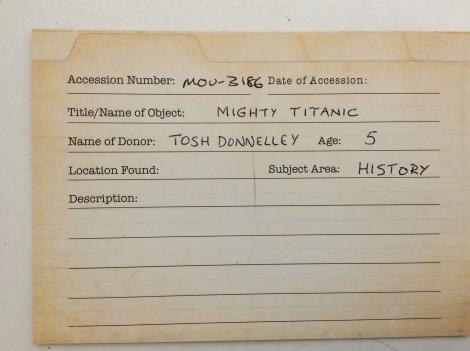 Accession Number: MOU-3186 Date of Accession:
Title/Name of Object: MIGHTY TITANIC
Name of Donor: TOSH DONNELLEY Age: 5
Location Found: Subject Area: HISTORY
Description: